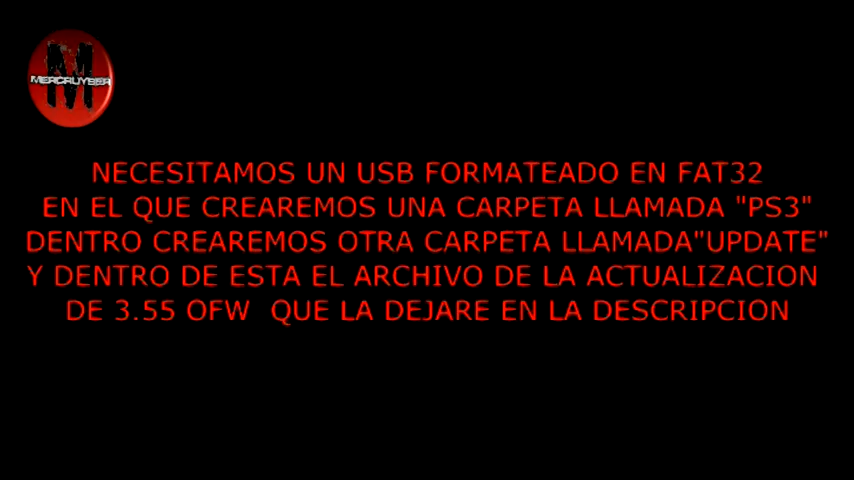 MERCRUYSER
NECESITAMOS UN USB FORMATEADO EN FAT32
EN EL QUE CREAREMOS UNA CARPETA LLAMADA "PS3"
DENTRO CREAREMOS OTRA CARPETA LLAMADA"UPDATE"
Y DENTRO DE ESTA EL ARCHIVO DE LA ACTUALIZACION
DE 3.55 OFW QUE LA DEJARE EN LA DESCRIPCION